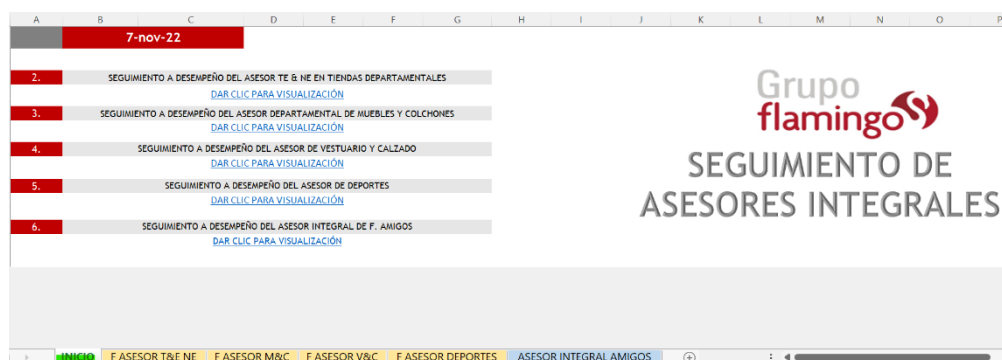 A B C D E F G H I J K L M N O P
7-nov-22
2. SEGUIMIENTO A DESEMPEÑO DEL ASESOR TE & NE EN TIENDAS DEPARTAMENTALES
DAR CLIC PARA VISUALIZACIÓN
3. SEGUIMIENTO A DESEMPEÑO DEL ASESOR DEPARTAMENTAL DE MUEBLES Y COLCHONES
DAR CLIC PARA VISUALIZACIÓN
4. SEGUIMIENTO A DESEMPEÑO DEL ASESOR DE VESTUARIO Y CALZADO
DAR CLIC PARA VISUALIZACIÓN
5. SEGUIMIENTO A DESEMPEÑO DEL ASESOR DE DEPORTES
DAR CLIC PARA VISUALIZACIÓN
6. SEGUIMIENTO A DESEMPEÑO DEL ASESOR INTEGRAL DE F. AMIGOS
DAR CLIC PARA VISUALIZACIÓN
Grupo
flamingo
SEGUIMIENTO DE
ASESORES INTEGRALES
INICIO F ASESOR T&E NE F ASESOR M&C F ASESOR V&C F ASESOR DEPORTES ASESOR INTEGRAL AMIGOS